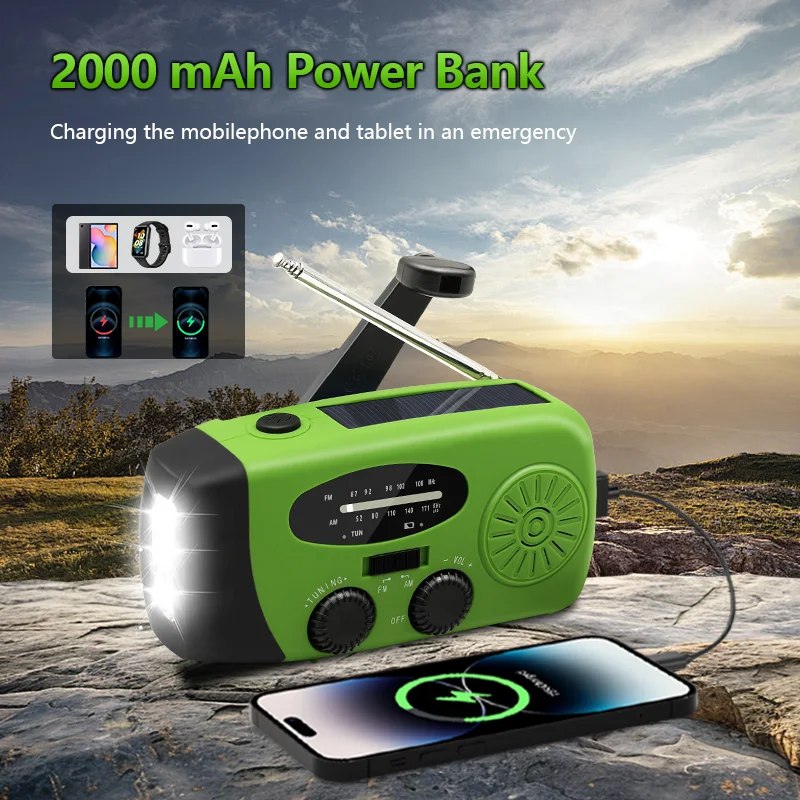 2000 mAh Power Bank
Charging the mobilephone and tablet in an emergency
FM 87 92 98 102 108 MHz
AM 52 80 110 140 171
TUN
TUNING
FM AM
- VOL +
OFF